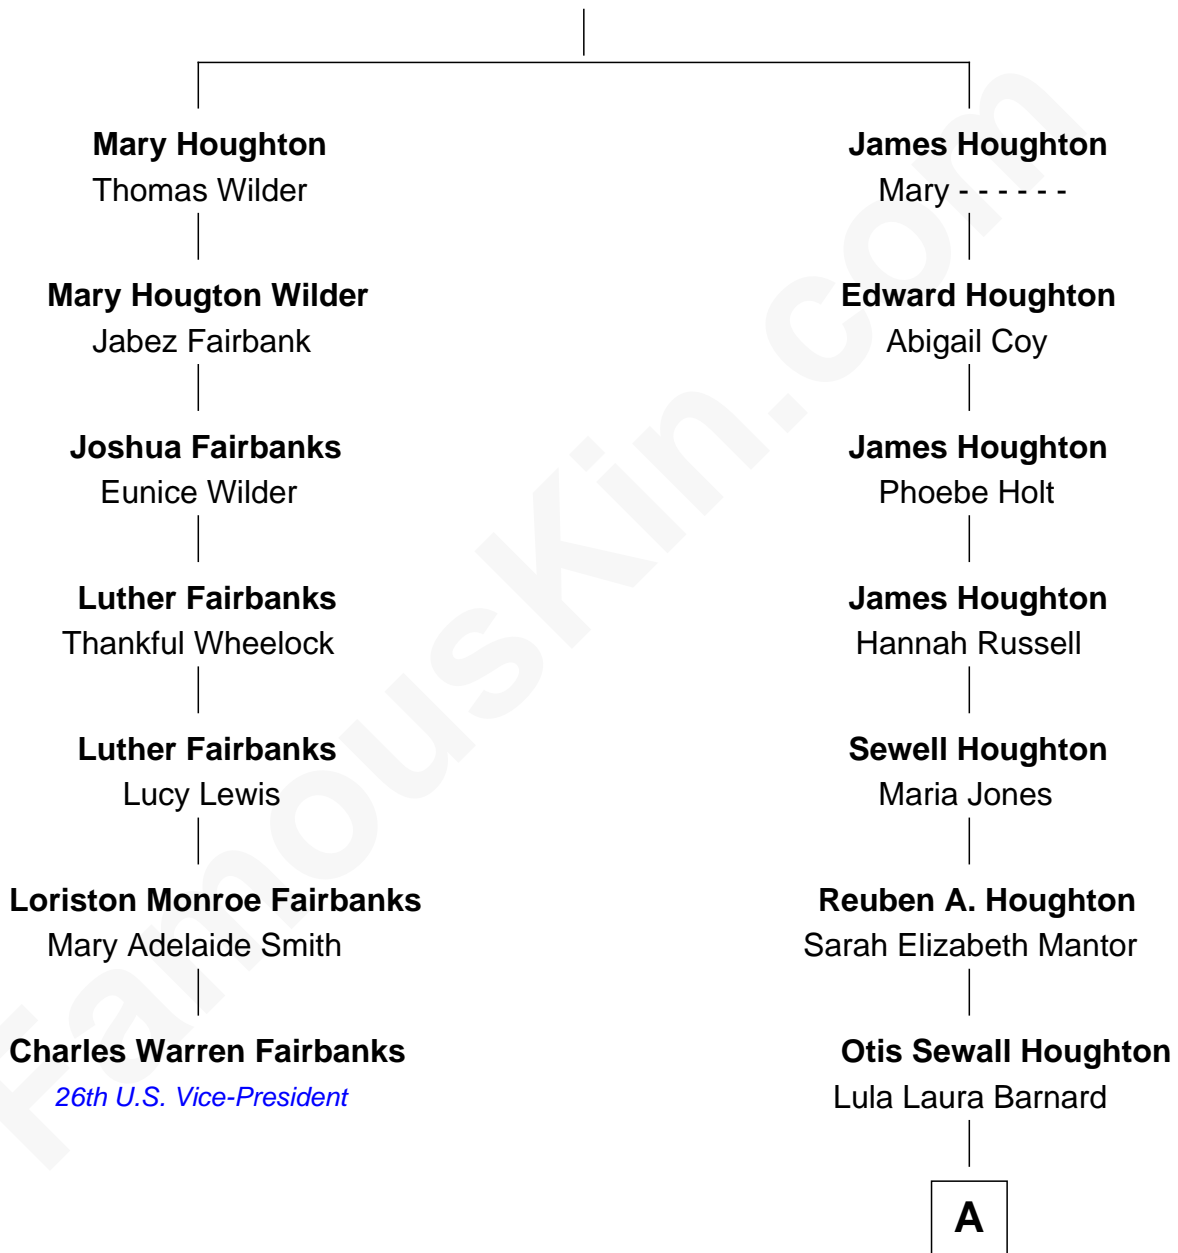 Mary Houghton
Thomas Wilder
Mary Hougton Wilder
Jabez Fairbank
Joshua Fairbanks
Eunice Wilder
Luther Fairbanks
Thankful Wheelock
Luther Fairbanks
Lucy Lewis
Loriston Monroe Fairbanks
Mary Adelaide Smith
Charles Warren Fairbanks
26th U.S. Vice-President
James Houghton
Mary - - - - - -
Edward Houghton
Abigail Coy
James Houghton
Phoebe Holt
James Houghton
Hannah Russell
Sewell Houghton
Maria Jones
Reuben A. Houghton
Sarah Elizabeth Mantor
Otis Sewall Houghton
Lula Laura Barnard
A
FamousKin.com